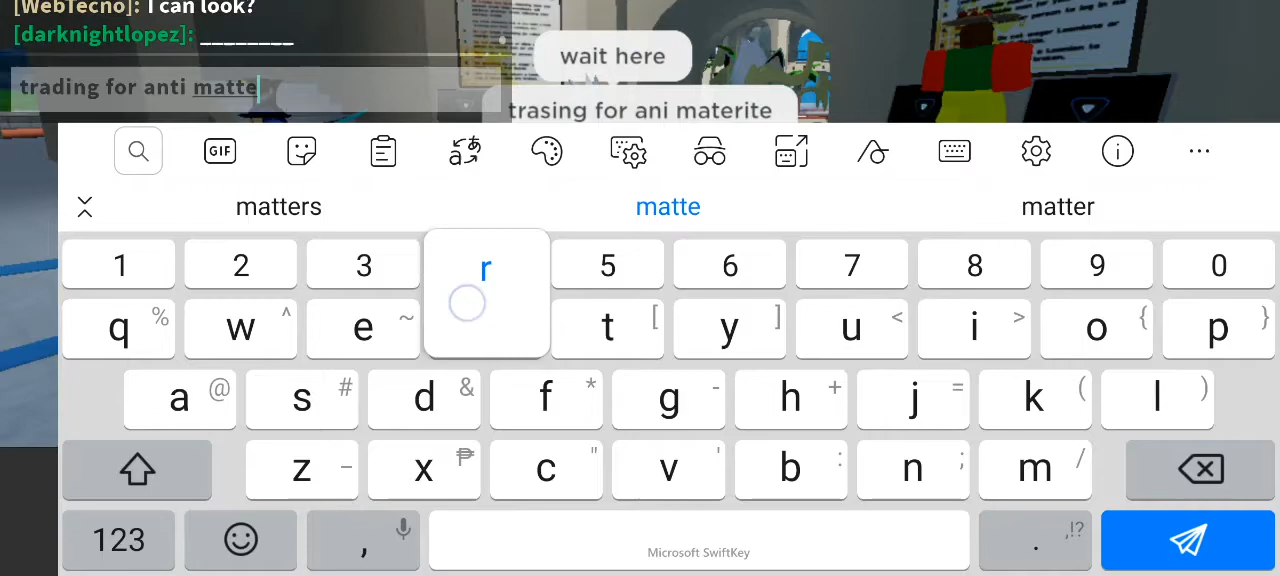 [WebTecno]: I can look?
[darknightlopez]: ________
wait here
trading for anti matte
trasing for ani materite
GIF
matters matte matter
1 2 3 r 5 6 7 8 9 0
q % w ^ e ~ t [ y ] u < i > o { p }
a @ s # d & f * g - h + j = k ( l )
z – x ₱ c " v ' b : n ; m /
123 , Microsoft SwiftKey . ,!?